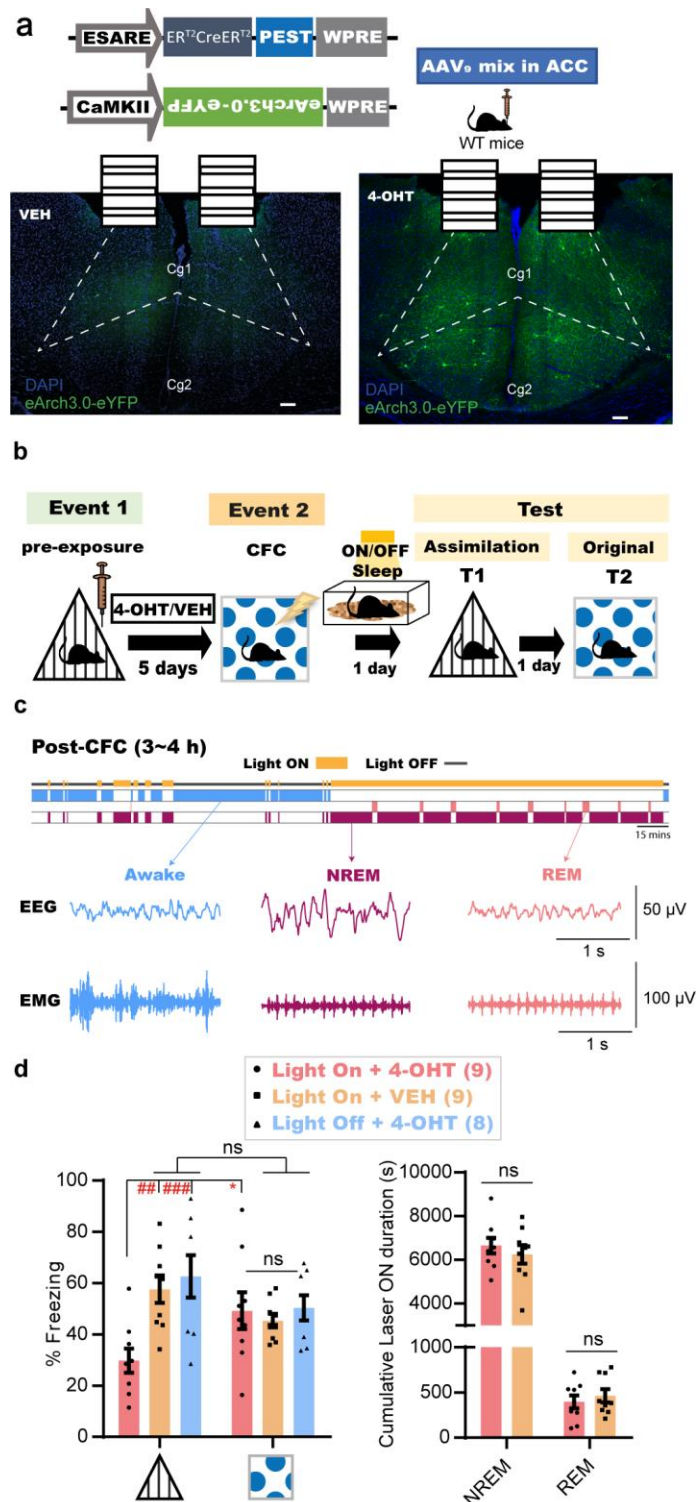 a
ESARE ERT2CreERT2 PEST WPRE
CaMKII eArch3.0-eYFP WPRE
AAV₉ mix in ACC
WT mice
VEH
Cg1
Cg2
DAPI
eArch3.0-eYFP
4-OHT
Cg1
Cg2
DAPI
eArch3.0-eYFP
b
Event 1
Event 2
Test
pre-exposure
CFC
ON/OFF
Sleep
Assimilation
Original
T1
T2
4-OHT/VEH
5 days
1 day
1 day
c
Post-CFC (3~4 h)
Light ON
Light OFF
15 mins
Awake
NREM
REM
EEG
50 µV
1 s
EMG
100 µV
1 s
d
Light On + 4-OHT (9)
Light On + VEH (9)
Light Off + 4-OHT (8)
ns
## ### *
ns
% Freezing
100
80
60
40
20
0
Cumulative Laser ON duration (s)
10000
8000
6000
4000
1000
500
0
ns
ns
NREM
REM